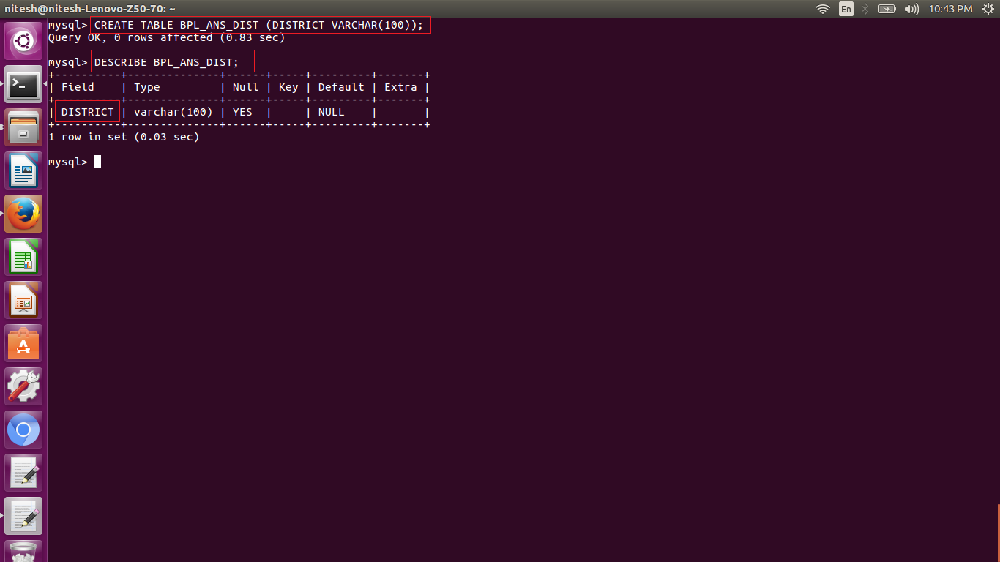 nitesh@nitesh-Lenovo-Z50-70: ~
En
10:43 PM
mysql> CREATE TABLE BPL_ANS_DIST (DISTRICT VARCHAR(100));
Query OK, 0 rows affected (0.83 sec)
mysql> DESCRIBE BPL_ANS_DIST;
+----------+--------------+------+-----+---------+-------+
| Field    | Type         | Null | Key | Default | Extra |
+----------+--------------+------+-----+---------+-------+
| DISTRICT | varchar(100) | YES  |     | NULL    |       |
+----------+--------------+------+-----+---------+-------+
1 row in set (0.03 sec)
mysql>